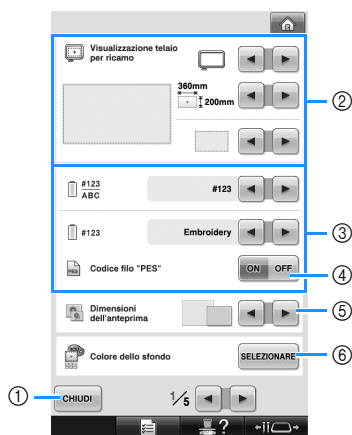 Visualizzazione telaio
per ricamo
360mm
200mm
②
#123
ABC
#123
#123
Embroidery
③
PES
Codice filo "PES"
ON OFF
④
Dimensioni
dell'anteprima
⑤
Colore dello sfondo
SELEZIONARE
⑥
①
CHIUDI
1/5
?